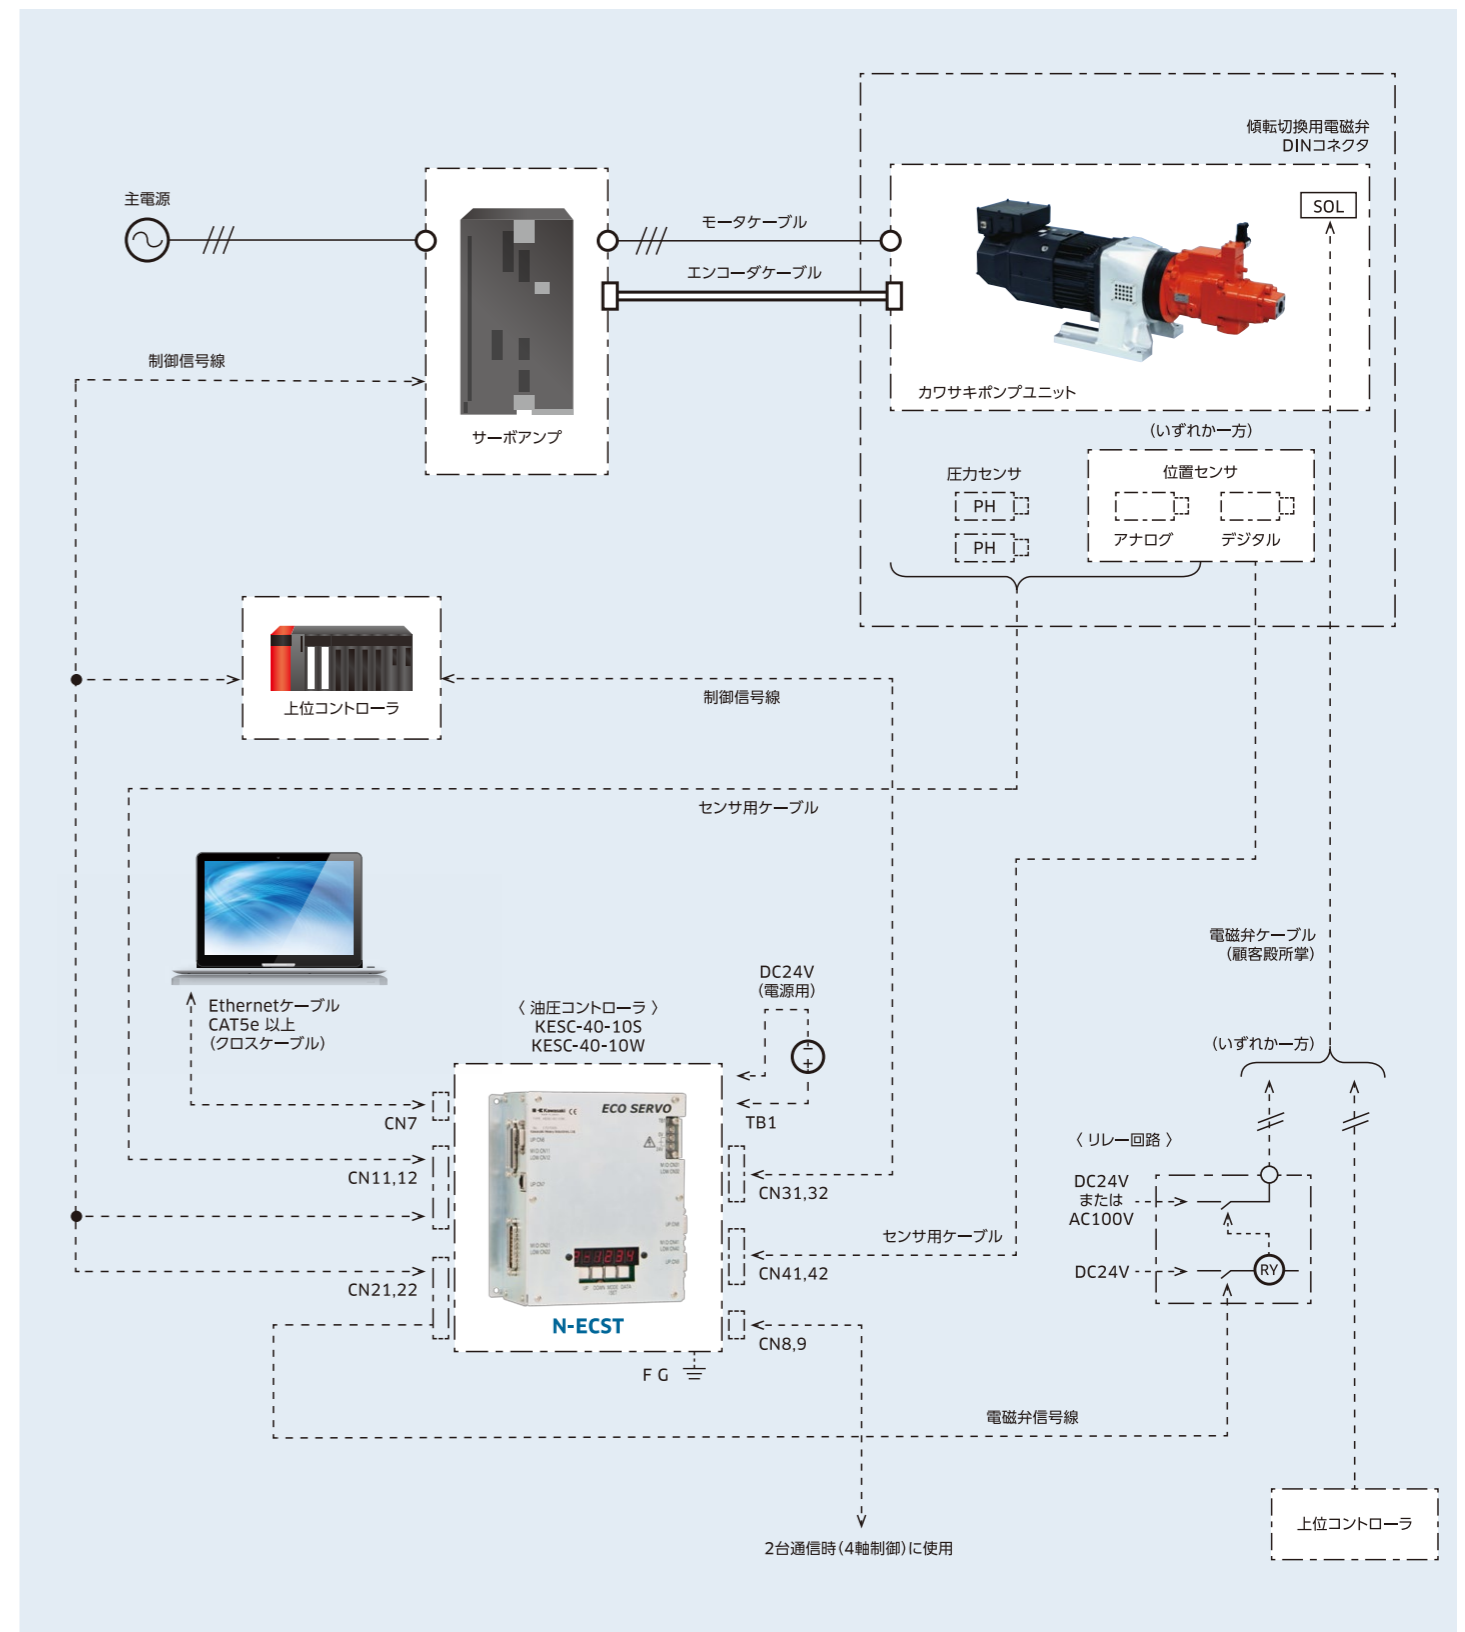 傾転切換用電磁弁
DINコネクタ
主電源
SOL
モータケーブル
エンコーダケーブル
制御信号線
カワサキポンプユニット
サーボアンプ
(いずれか一方)
圧力センサ
位置センサ
PH
アナログ
デジタル
PH
上位コントローラ
制御信号線
センサ用ケーブル
電磁弁ケーブル
(顧客殿所掌)
DC24V
(電源用)
Ethernetケーブル
CAT5e 以上
(クロスケーブル)
〈 油圧コントローラ 〉
KESC-40-10S
KESC-40-10W
(いずれか一方)
CN7
Kawasaki
CE
ECO SERVO
TB1
〈 リレー回路 〉
CN11,12
CN31,32
DC24V
または
AC100V
センサ用ケーブル
CN21,22
CN41,42
DC24V
RY
UP
DOWN
MODE
DATA
N-ECST
CN8,9
F G
電磁弁信号線
上位コントローラ
2台通信時(4軸制御)に使用